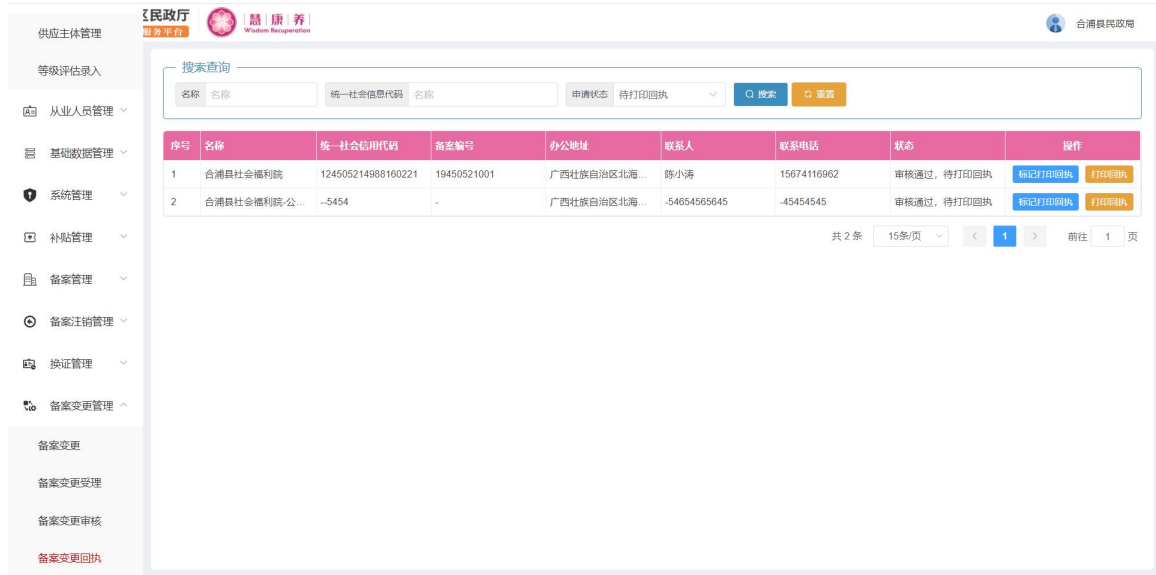 区民政厅
服务平台
慧康养
Wisdom Recuperation
合浦县民政局
供应主体管理
等级评估录入
从业人员管理
基础数据管理
系统管理
补贴管理
备案管理
备案注销管理
换证管理
备案变更管理
备案变更
备案变更受理
备案变更审核
备案变更回执
搜索查询
名称 名称 统一社会信息代码 名称 申请状态 待打印回执 搜索 重置
序号 名称 统一社会信用代码 备案编号 办公地址 联系人 联系电话 状态 操作
1 合浦县社会福利院 124505214988160221 19450521001 广西壮族自治区北海... 陈小涛 15674116962 审核通过，待打印回执 标记打印回执 打印回执
2 合浦县社会福利院-公... --5454 - 广西壮族自治区北海... -54654565645 -45454545 审核通过，待打印回执 标记打印回执 打印回执
共 2 条 15条/页 < 1 > 前往 1 页